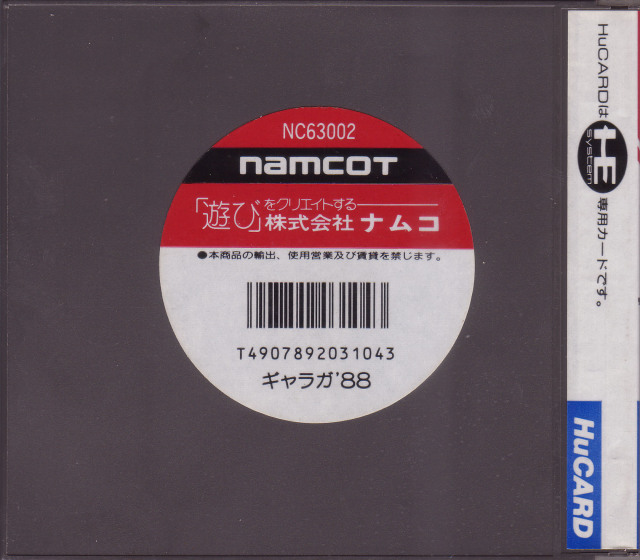 NC63002
namcoT
「遊び」をクリエイトする
株式会社ナムコ
●本商品の輸出、使用営業及び賃貸を禁じます。
T4907892031043
ギャラガ'88
HuCARDは
HE
system
専用カードです。
HuCARD